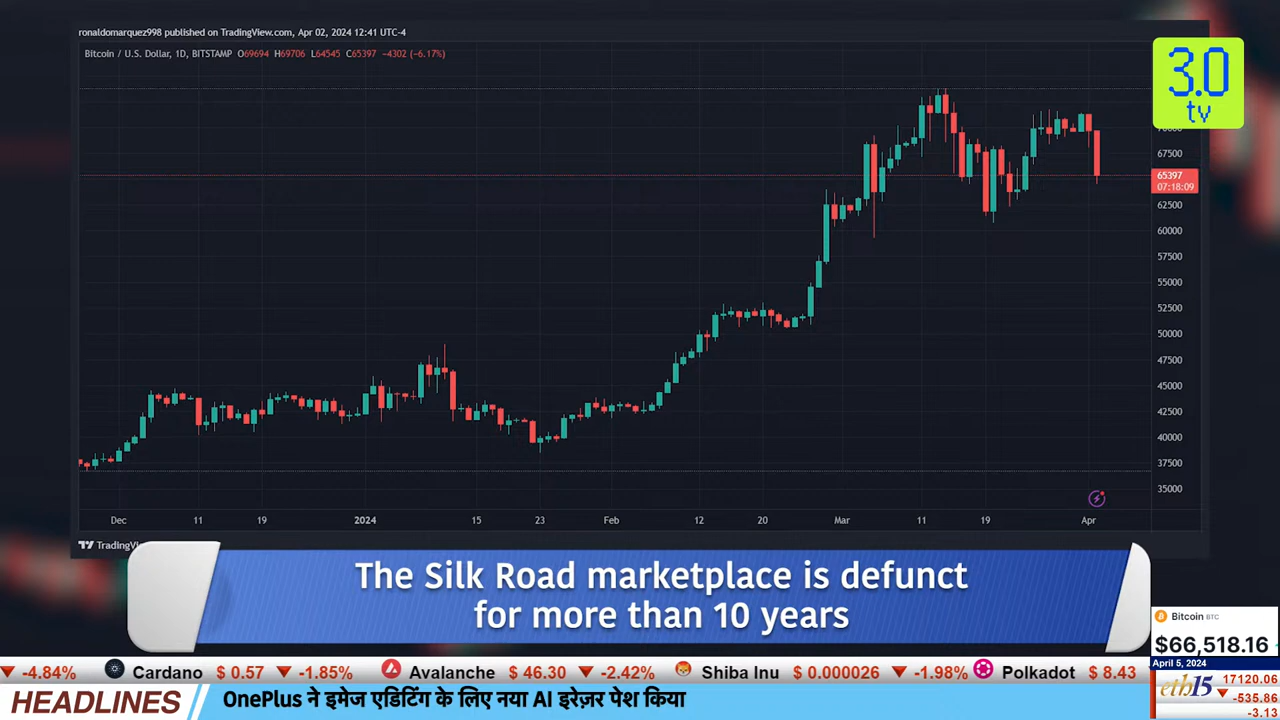 ronaldomarquez998 published on TradingView.com, Apr 02, 2024 12:41 UTC-4
Bitcoin / U.S. Dollar, 1D, BITSTAMP O69694 H69706 L64545 C65397 -4302 (-6.17%)
3.0
tv
70000
67500
65397
07:18:09
62500
60000
57500
55000
52500
50000
47500
45000
42500
40000
37500
35000
Dec 11 19 2024 15 23 Feb 12 20 Mar 11 19 Apr
TradingView
The Silk Road marketplace is defunct
for more than 10 years
Bitcoin BTC
$66,518.16
-4.84% Cardano $ 0.57 -1.85% Avalanche $ 46.30 -2.42% Shiba Inu $ 0.000026 -1.98% Polkadot $ 8.43
April 5, 2024
eth15
17120.06
-535.86
-3.13
HEADLINES
OnePlus ने इमेज एडिटिंग के लिए नया AI इरेज़र पेश किया